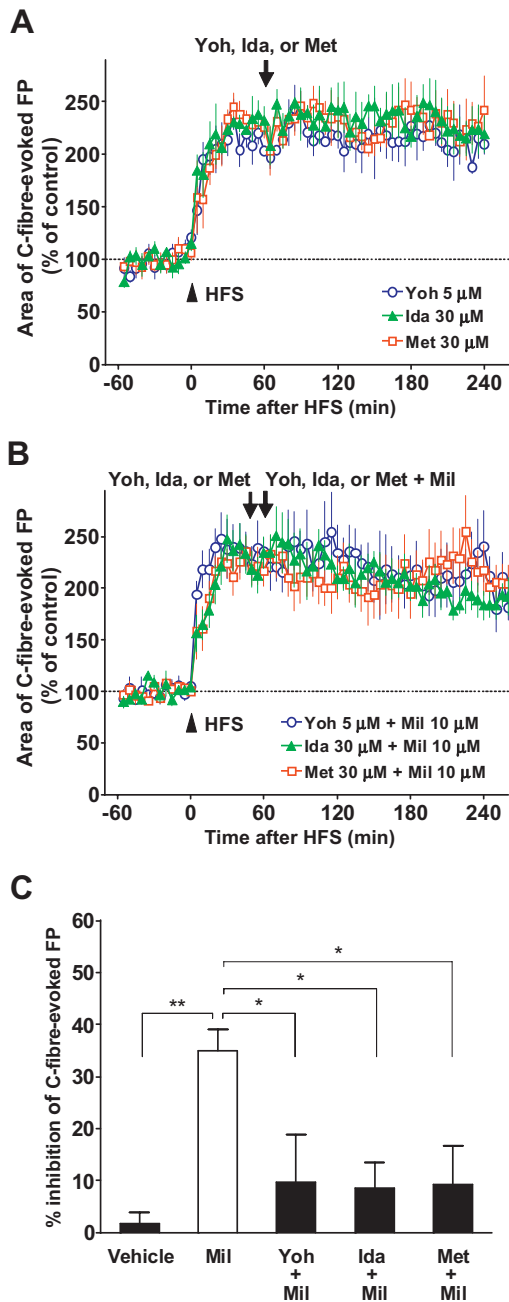 A
Yoh, Ida, or Met
Area of C-fibre-evoked FP
(% of control)
250
200
150
100
50
0
HFS
Yoh 5 µM
Ida 30 µM
Met 30 µM
-60 0 60 120 180 240
Time after HFS (min)
B
Yoh, Ida, or Met Yoh, Ida, or Met + Mil
Area of C-fibre-evoked FP
(% of control)
250
200
150
100
50
0
HFS
Yoh 5 µM + Mil 10 µM
Ida 30 µM + Mil 10 µM
Met 30 µM + Mil 10 µM
-60 0 60 120 180 240
Time after HFS (min)
C
% inhibition of C-fibre-evoked FP
60
50
40
30
20
10
0
*
*
** *
Vehicle Mil Yoh Ida Met
+ + +
Mil Mil Mil